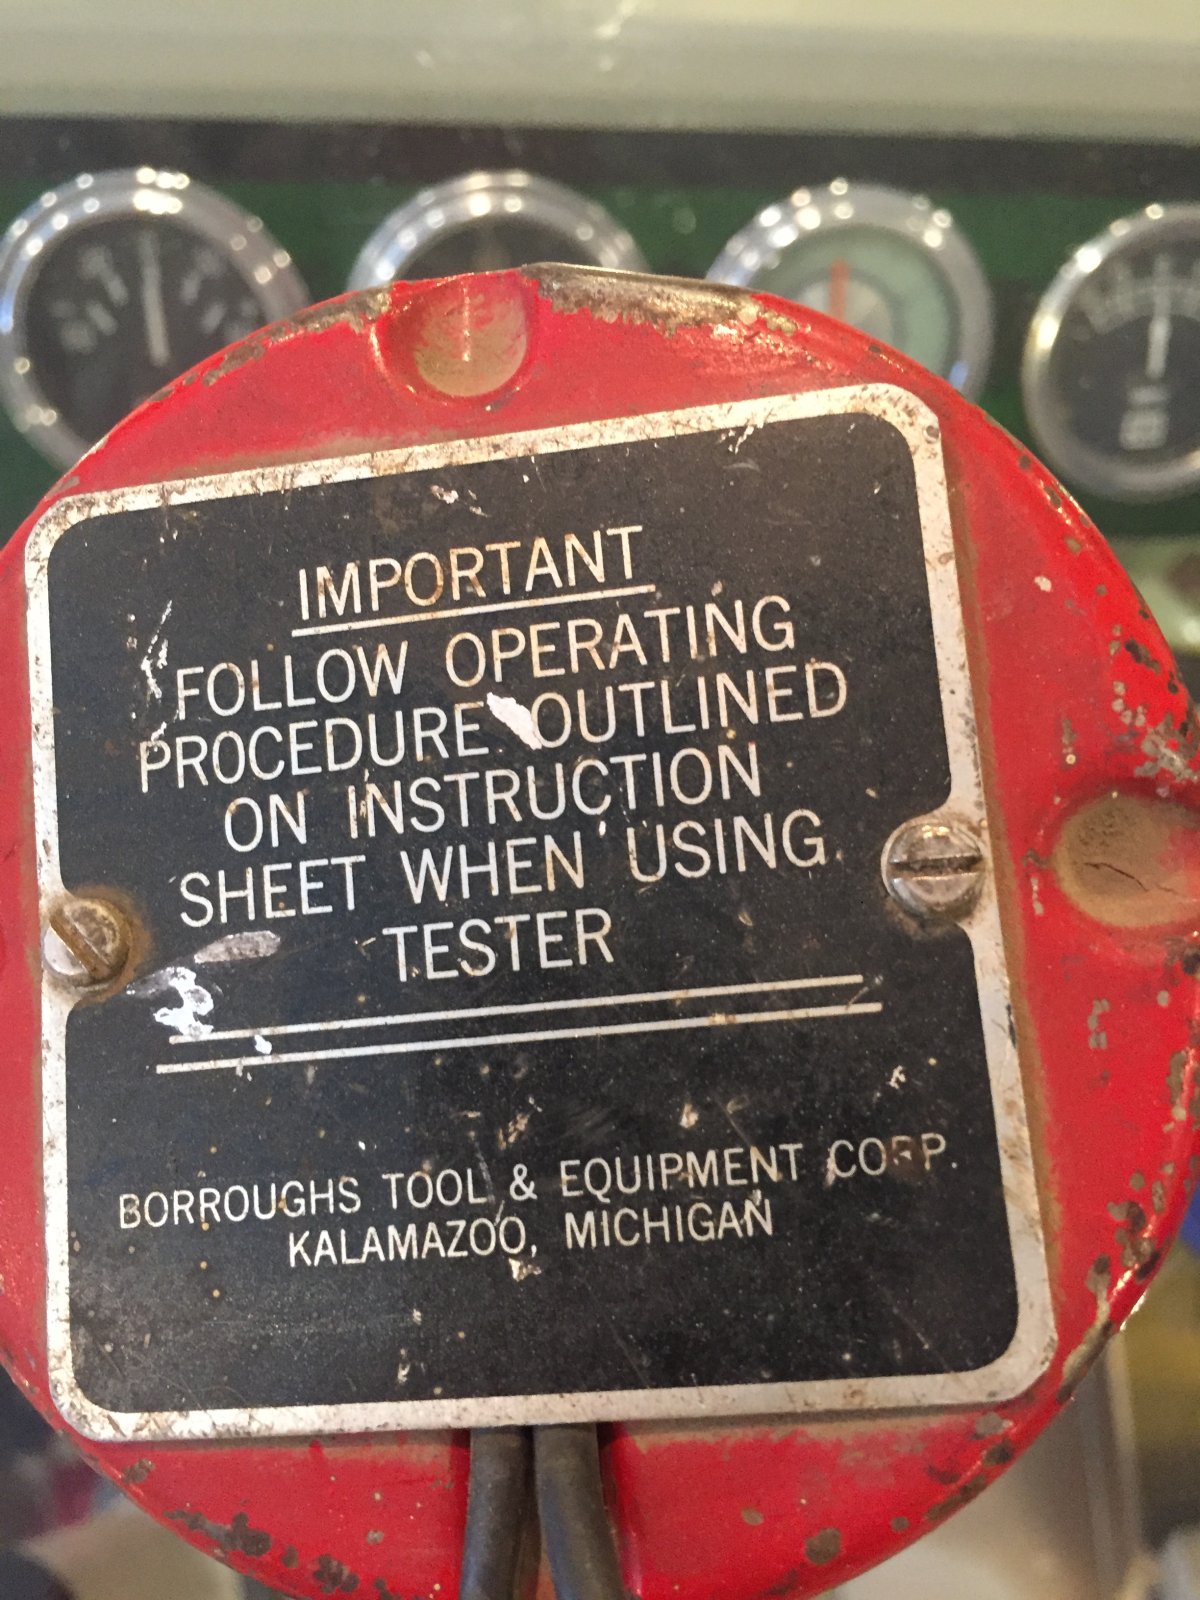 IMPORTANT
FOLLOW OPERATING
PROCEDURE OUTLINED
ON INSTRUCTION
SHEET WHEN USING
TESTER
BORROUGHS TOOL & EQUIPMENT CORP.
KALAMAZOO, MICHIGAN